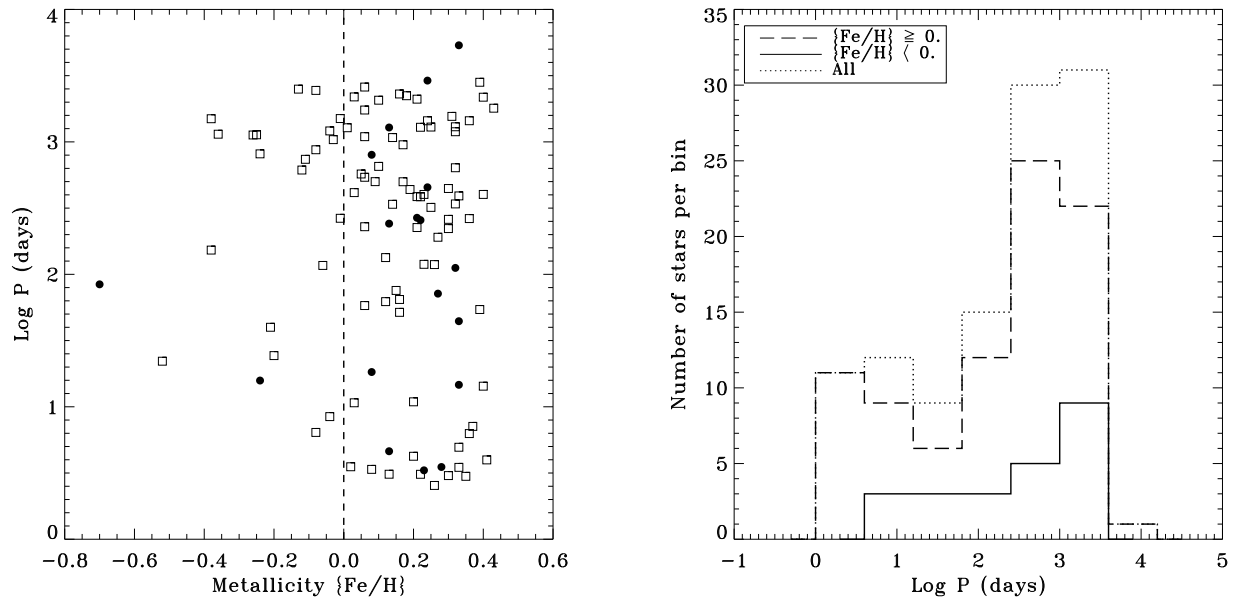 4
3
2
1
0
Log P (days)
-0.8 -0.6 -0.4 -0.2 0.0 0.2 0.4 0.6
Metallicity {Fe/H}
{Fe/H} ≧ 0.
{Fe/H} < 0.
All
35
30
25
20
15
10
5
0
Number of stars per bin
-1 0 1 2 3 4 5
Log P (days)